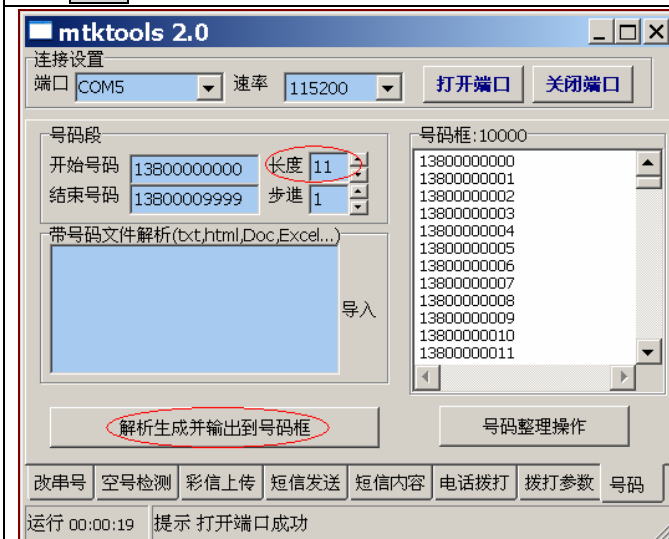 mtktools 2.0
连接设置
端口 COM5 速率 115200 打开端口 关闭端口
号码段
开始号码 13800000000 长度 11
结束号码 13800009999 步進 1
带号码文件解析(txt,html,Doc,Excel...)
导入
解析生成并输出到号码框
号码框:10000
13800000000
13800000001
13800000002
13800000003
13800000004
13800000005
13800000006
13800000007
13800000008
13800000009
13800000010
13800000011
号码整理操作
改串号 空号检测 彩信上传 短信发送 短信内容 电话拨打 拨打参数 号码
运行 00:00:19 提示 打开端口成功